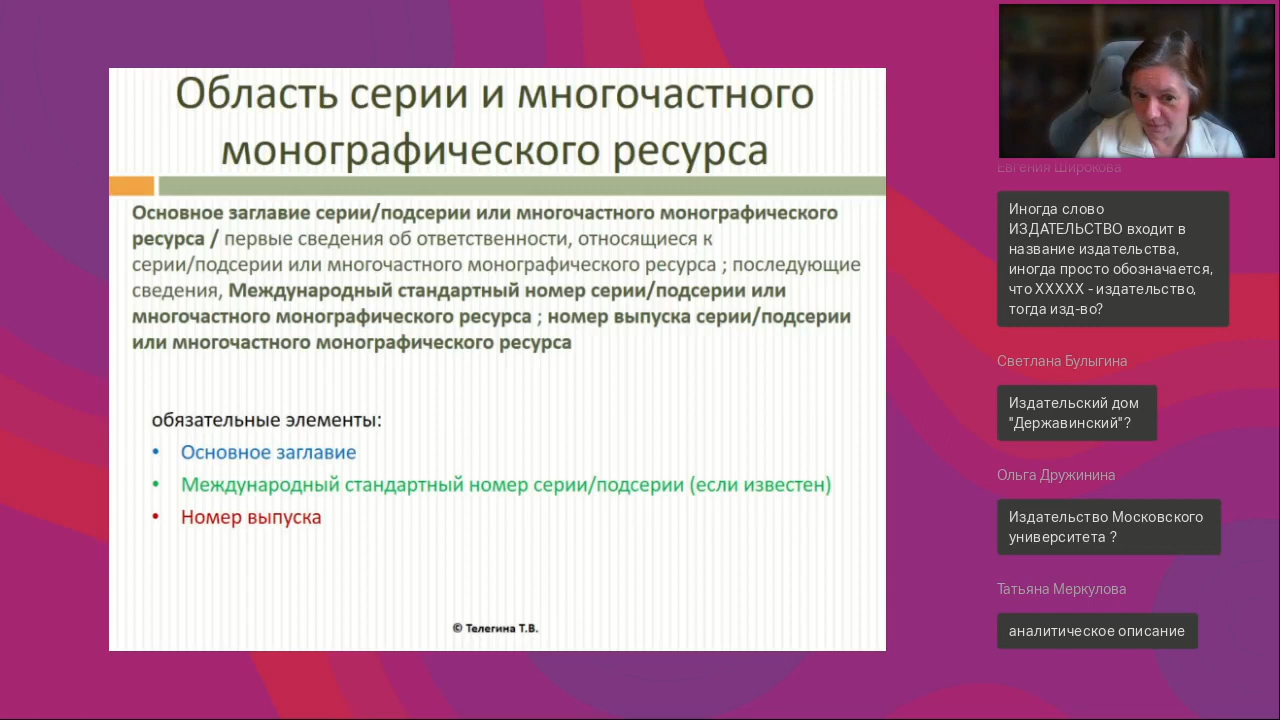 Область серии и многочастного
монографического ресурса
Основное заглавие серии/подсерии или многочастного монографического
ресурса / первые сведения об ответственности, относящиеся к
серии/подсерии или многочастного монографического ресурса ; последующие
сведения, Международный стандартный номер серии/подсерии или
многочастного монографического ресурса ; номер выпуска серии/подсерии
или многочастного монографического ресурса
обязательные элементы:
• Основное заглавие
• Международный стандартный номер серии/подсерии (если известен)
• Номер выпуска
© Телегина Т.В.
Евгения Широкова
Иногда слово
ИЗДАТЕЛЬСТВО входит в
название издательства,
иногда просто обозначается,
что ХХХХХ - издательство,
тогда изд-во?
Светлана Булыгина
Издательский дом
"Державинский"?
Ольга Дружинина
Издательство Московского
университета ?
Татьяна Меркулова
аналитическое описание